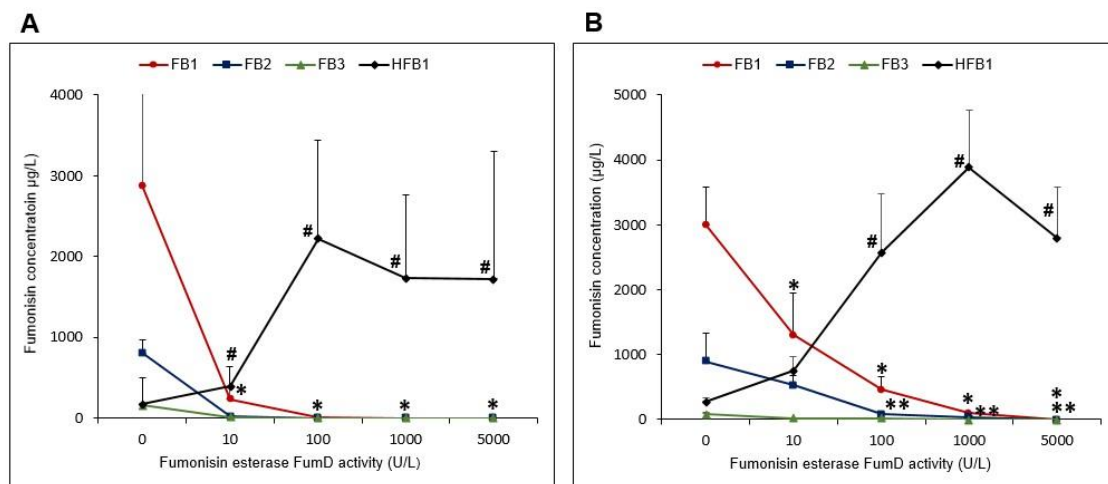 A
FB1 FB2 FB3 HFB1
Fumonisin concentratoin µg/L
4000
3000
2000
1000
0
#
#
#
#
*
*
*
*
0 10 100 1000 5000
Fumonisin esterase FumD activity (U/L)
B
FB1 FB2 FB3 HFB1
Fumonisin concentration (µg/L)
5000
4000
3000
2000
1000
0
#
#
#
*
*
*
*
**
**
**
0 10 100 1000 5000
Fumonisin esterase FumD activity (U/L)